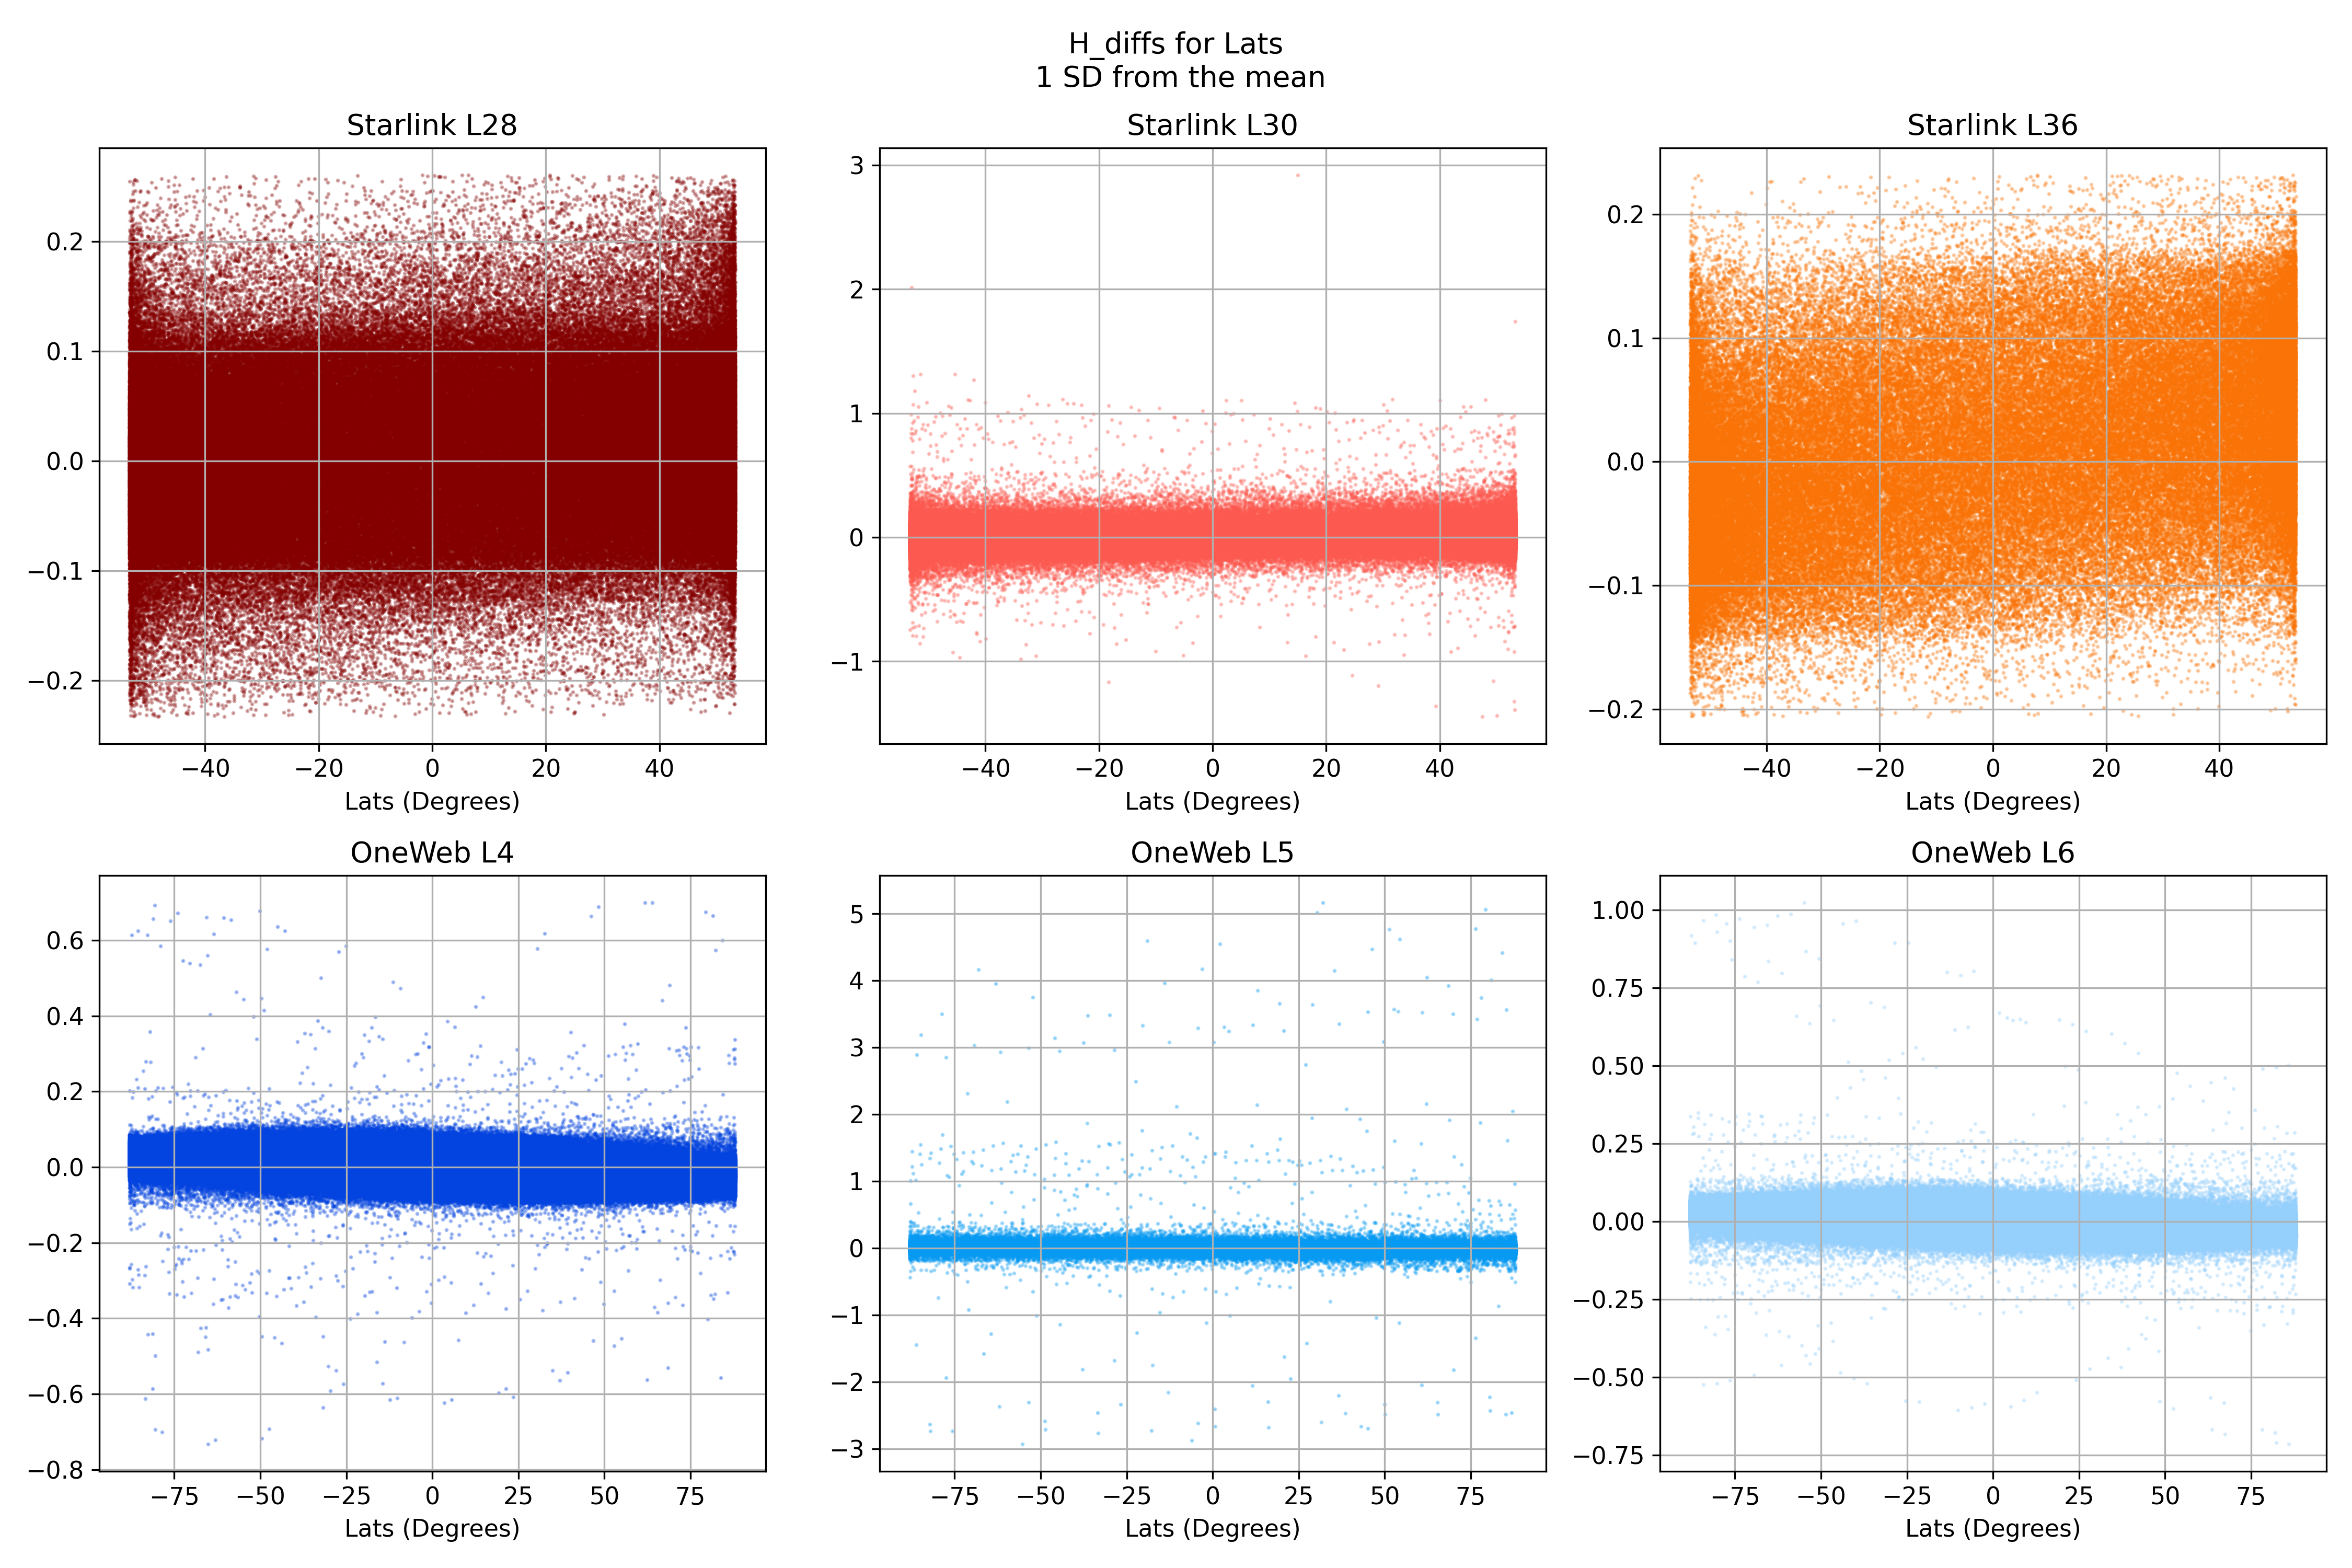 H_diffs for Lats
1 SD from the mean
Starlink L28
Starlink L30
Starlink L36
0.2
0.1
0.0
−0.1
−0.2
−40 −20 0 20 40
Lats (Degrees)
3
2
1
0
−1
−40 −20 0 20 40
Lats (Degrees)
0.2
0.1
0.0
−0.1
−0.2
−40 −20 0 20 40
Lats (Degrees)
OneWeb L4
OneWeb L5
OneWeb L6
0.6
0.4
0.2
0.0
−0.2
−0.4
−0.6
−0.8
−75 −50 −25 0 25 50 75
Lats (Degrees)
5
4
3
2
1
0
−1
−2
−3
−75 −50 −25 0 25 50 75
Lats (Degrees)
1.00
0.75
0.50
0.25
0.00
−0.25
−0.50
−0.75
−75 −50 −25 0 25 50 75
Lats (Degrees)